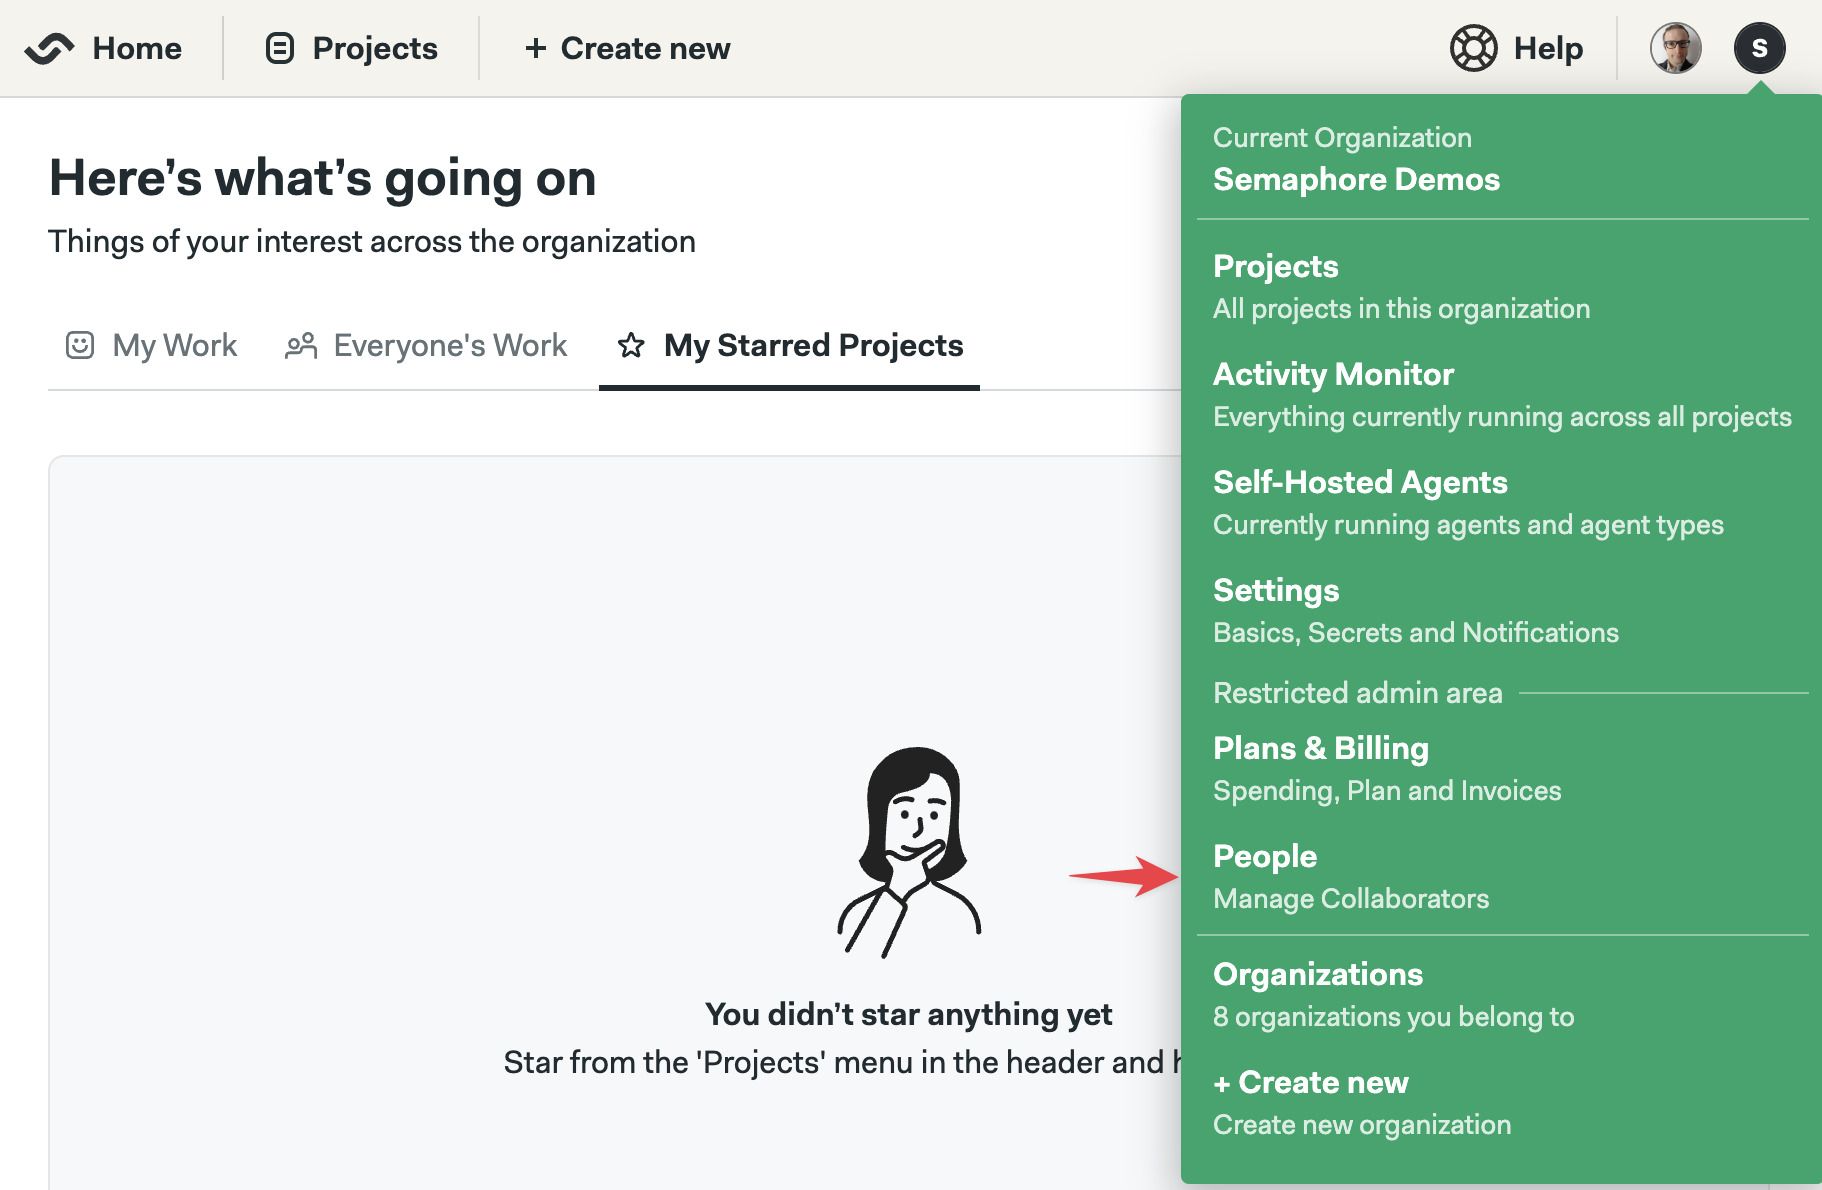 Home
Projects
+ Create new
Help
S
Here’s what’s going on
Things of your interest across the organization
My Work
Everyone's Work
My Starred Projects
You didn’t star anything yet
Star from the 'Projects' menu in the header and
Current Organization
Semaphore Demos
Projects
All projects in this organization
Activity Monitor
Everything currently running across all projects
Self-Hosted Agents
Currently running agents and agent types
Settings
Basics, Secrets and Notifications
Restricted admin area
Plans & Billing
Spending, Plan and Invoices
People
Manage Collaborators
Organizations
8 organizations you belong to
+ Create new
Create new organization